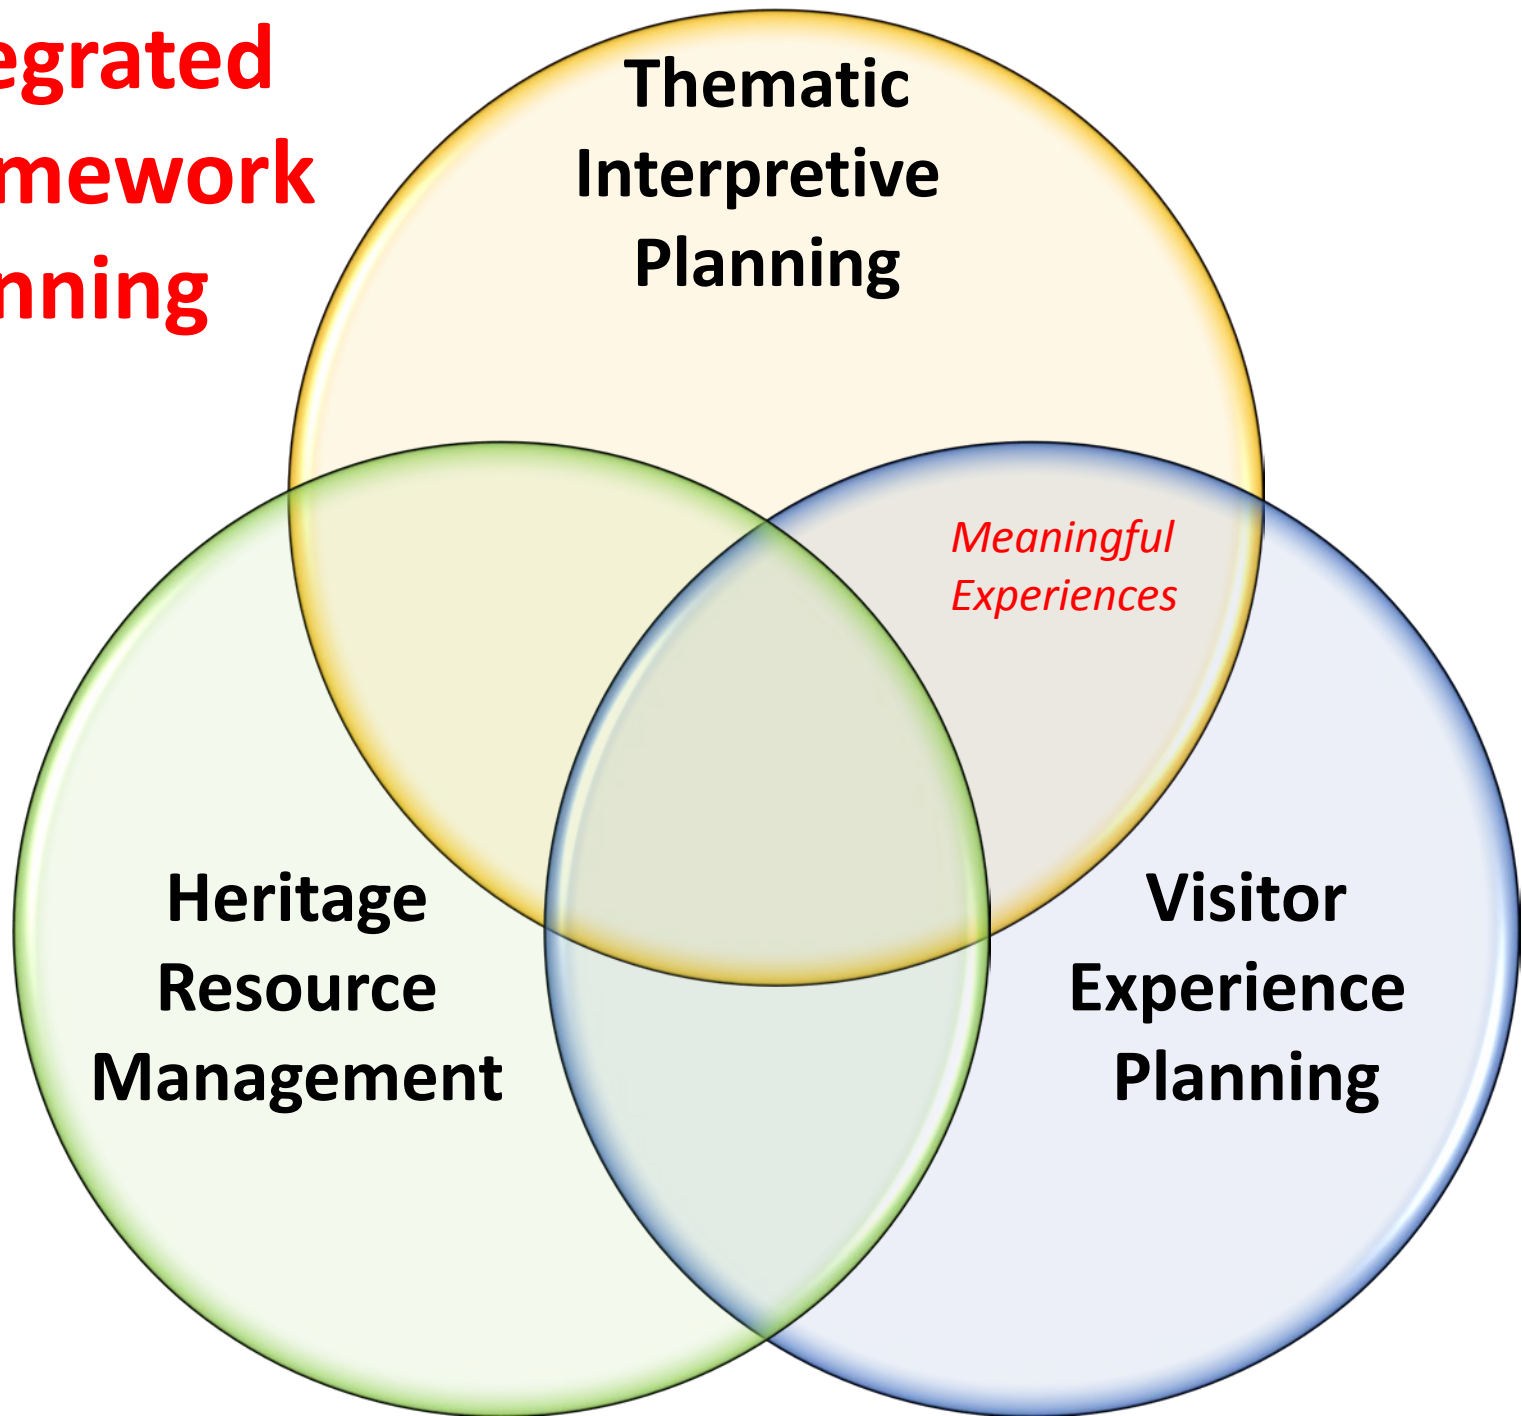 egrated
mework
nning
Thematic
Interpretive
Planning
Meaningful
Experiences
Heritage
Resource
Management
Visitor
Experience
Planning